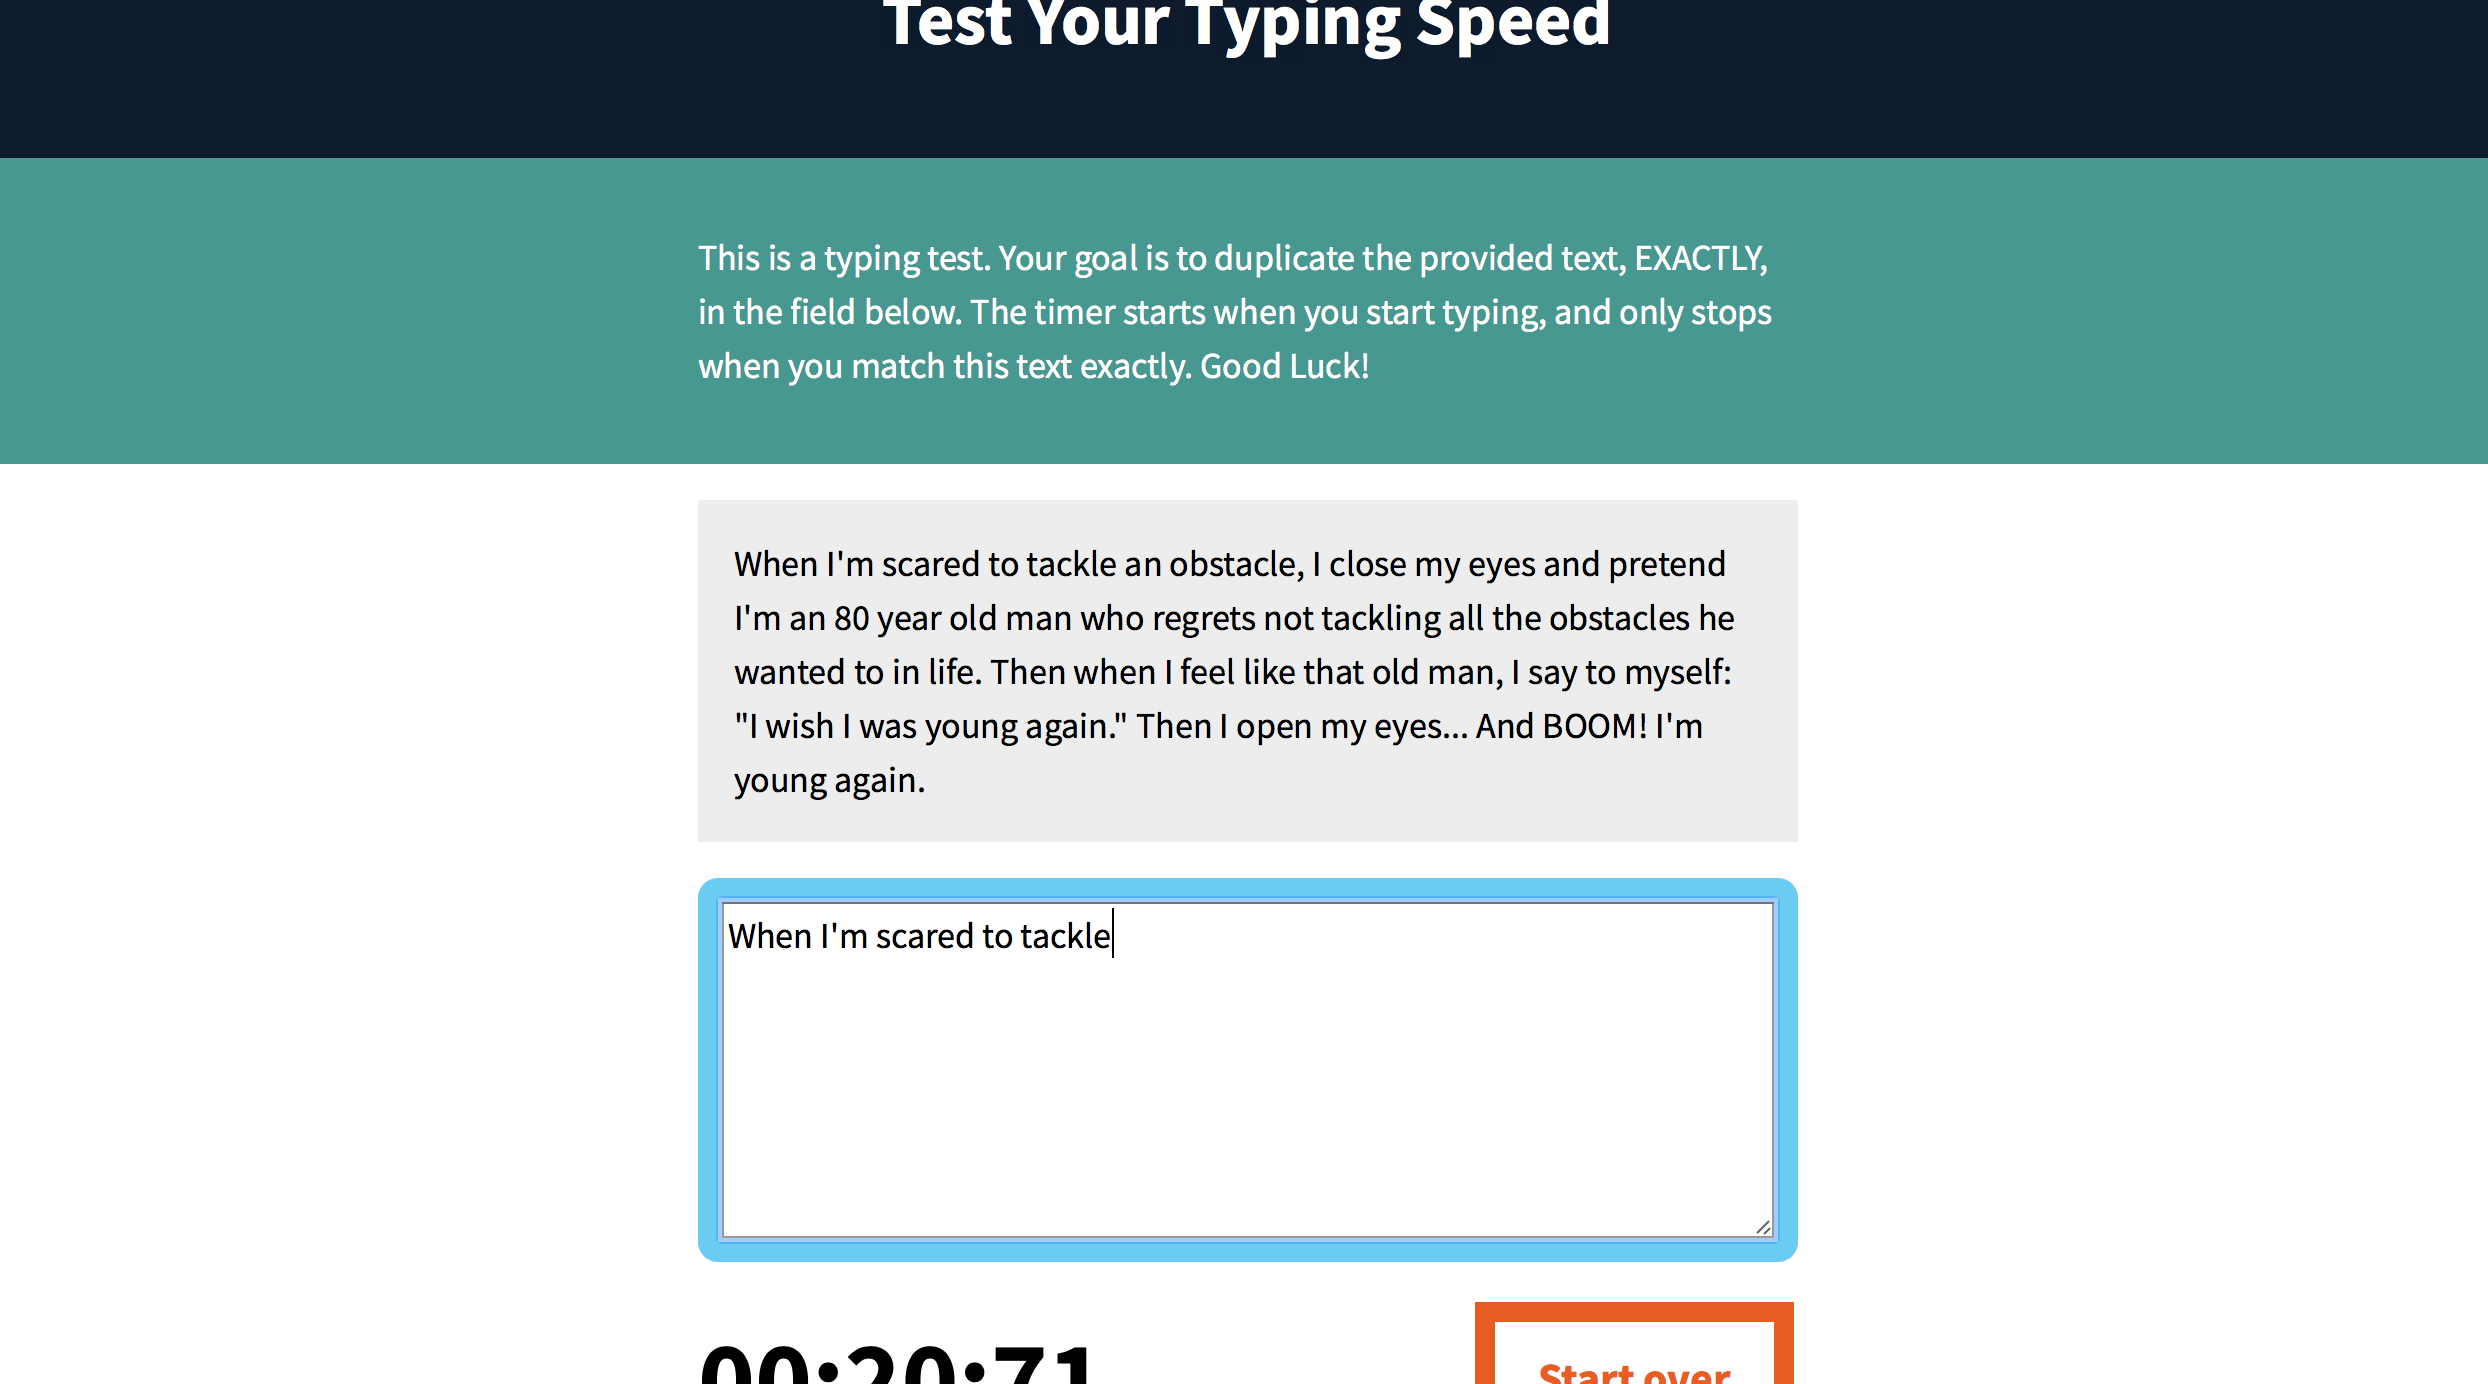 Test Your Typing Speed
This is a typing test. Your goal is to duplicate the provided text, EXACTLY,
in the field below. The timer starts when you start typing, and only stops
when you match this text exactly. Good Luck!
When I'm scared to tackle an obstacle, I close my eyes and pretend
I'm an 80 year old man who regrets not tackling all the obstacles he
wanted to in life. Then when I feel like that old man, I say to myself:
"I wish I was young again." Then I open my eyes... And BOOM! I'm
young again.
When I'm scared to tackle
00:20:71
Start over